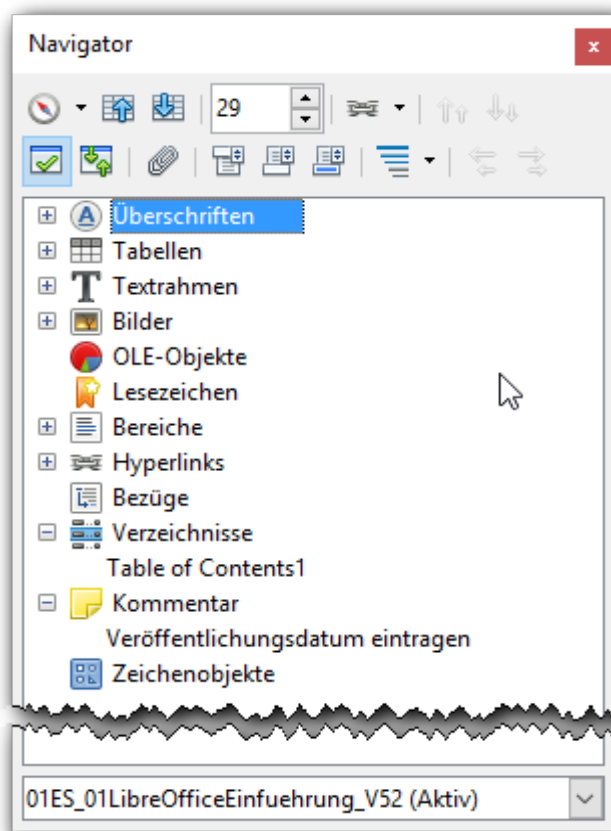 Navigator
29
Überschriften
Tabellen
Textrahmen
Bilder
OLE-Objekte
Lesezeichen
Bereiche
Hyperlinks
Bezüge
Verzeichnisse
Table of Contents1
Kommentar
Veröffentlichungsdatum eintragen
Zeichenobjekte
01ES_01LibreOfficeEinfuehrung_V52 (Aktiv)